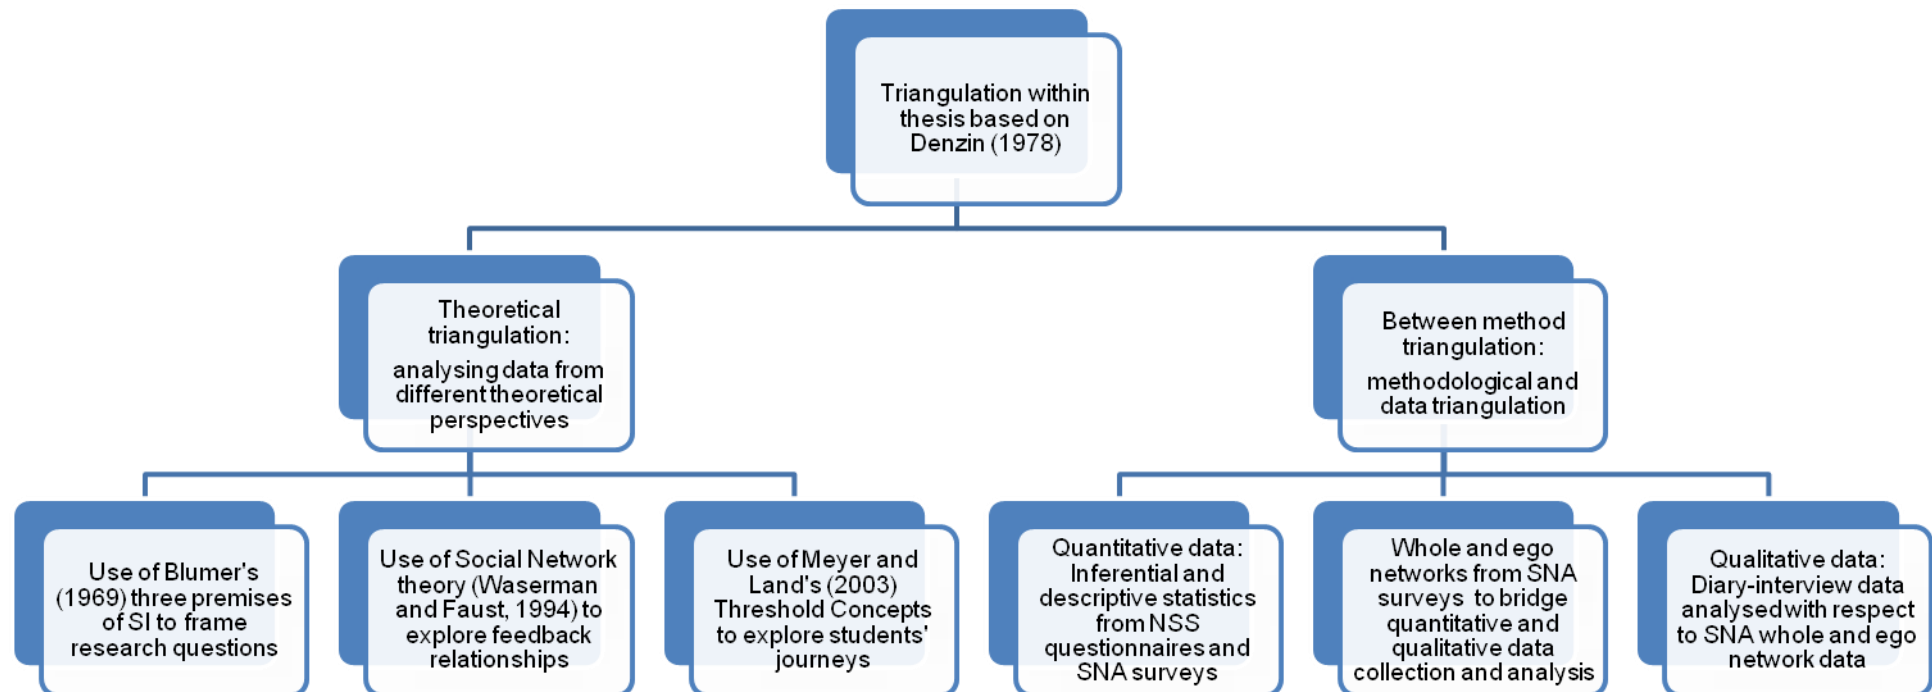 Triangulation within
thesis based on
Denzin (1978)
Theoretical
triangulation:
analysing data from
different theoretical
perspectives
Between method
triangulation:
methodological and
data triangulation
Use of Blumer's
(1969) three premises
of SI to frame
research questions
Use of Social Network
theory (Waserman
and Faust, 1994) to
explore feedback
relationships
Use of Meyer and
Land's (2003)
Threshold Concepts
to explore students'
journeys
Quantitative data:
Inferential and
descriptive statistics
from NSS
questionnaires and
SNA surveys
Whole and ego
networks from SNA
surveys to bridge
quantitative and
qualitative data
collection and analysis
Qualitative data:
Diary-interview data
analysed with respect
to SNA whole and ego
network data